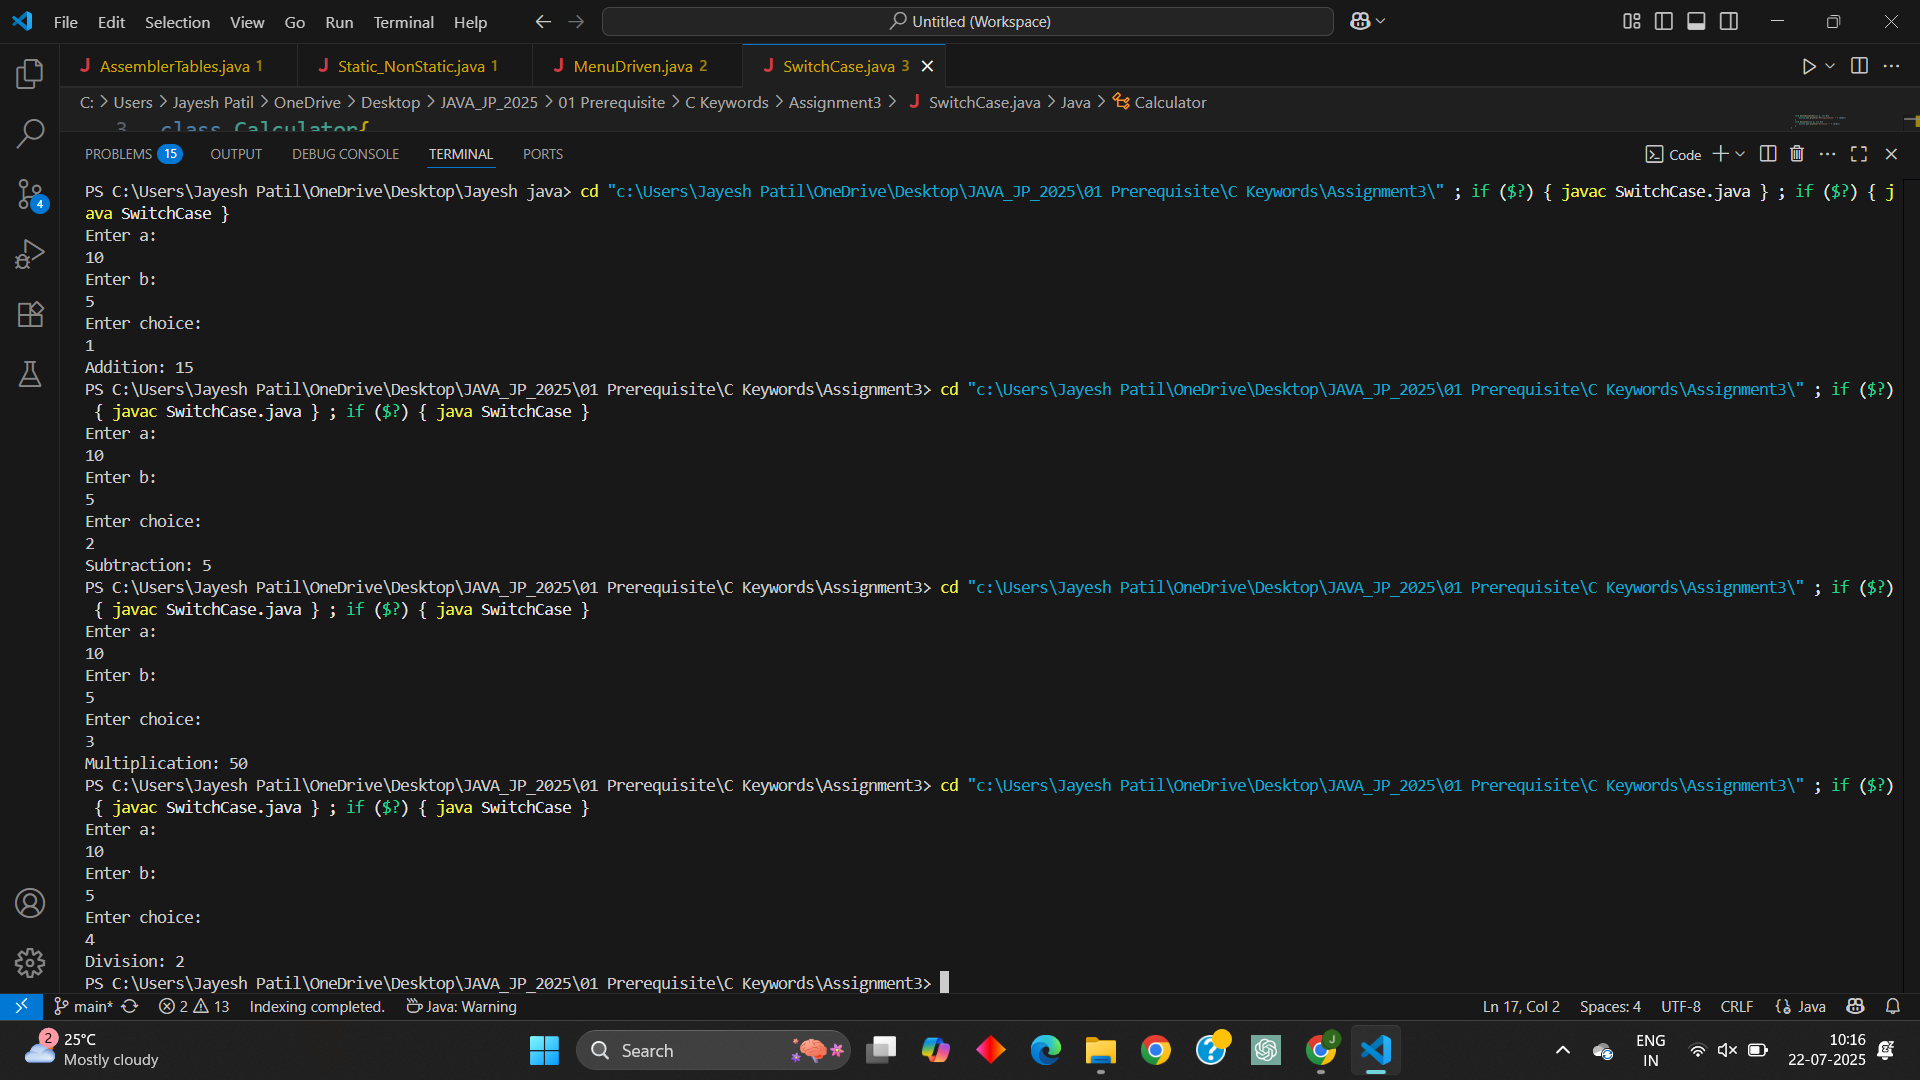 File Edit Selection View Go Run Terminal Help Untitled (Workspace)
AssemblerTables.java 1 Static_NonStatic.java 1 MenuDriven.java 2 SwitchCase.java 3
C: > Users > Jayesh Patil > OneDrive > Desktop > JAVA_JP_2025 > 01 Prerequisite > C Keywords > Assignment3 > SwitchCase.java > Java > Calculator
3 class Calculator{
PROBLEMS 15 OUTPUT DEBUG CONSOLE TERMINAL PORTS Code
PS C:\Users\Jayesh Patil\OneDrive\Desktop\Jayesh java> cd "c:\Users\Jayesh Patil\OneDrive\Desktop\JAVA_JP_2025\01 Prerequisite\C Keywords\Assignment3\" ; if ($?) { javac SwitchCase.java } ; if ($?) { j
ava SwitchCase }
Enter a:
10
Enter b:
5
Enter choice:
1
Addition: 15
PS C:\Users\Jayesh Patil\OneDrive\Desktop\JAVA_JP_2025\01 Prerequisite\C Keywords\Assignment3> cd "c:\Users\Jayesh Patil\OneDrive\Desktop\JAVA_JP_2025\01 Prerequisite\C Keywords\Assignment3\" ; if ($?)
{ javac SwitchCase.java } ; if ($?) { java SwitchCase }
Enter a:
10
Enter b:
5
Enter choice:
2
Subtraction: 5
PS C:\Users\Jayesh Patil\OneDrive\Desktop\JAVA_JP_2025\01 Prerequisite\C Keywords\Assignment3> cd "c:\Users\Jayesh Patil\OneDrive\Desktop\JAVA_JP_2025\01 Prerequisite\C Keywords\Assignment3\" ; if ($?)
{ javac SwitchCase.java } ; if ($?) { java SwitchCase }
Enter a:
10
Enter b:
5
Enter choice:
3
Multiplication: 50
PS C:\Users\Jayesh Patil\OneDrive\Desktop\JAVA_JP_2025\01 Prerequisite\C Keywords\Assignment3> cd "c:\Users\Jayesh Patil\OneDrive\Desktop\JAVA_JP_2025\01 Prerequisite\C Keywords\Assignment3\" ; if ($?)
{ javac SwitchCase.java } ; if ($?) { java SwitchCase }
Enter a:
10
Enter b:
5
Enter choice:
4
Division: 2
PS C:\Users\Jayesh Patil\OneDrive\Desktop\JAVA_JP_2025\01 Prerequisite\C Keywords\Assignment3>
4
main* 2 13 Indexing completed. Java: Warning Ln 17, Col 2 Spaces: 4 UTF-8 CRLF Java
2 25°C
Mostly cloudy
Search
J
ENG
IN
10:16
22-07-2025